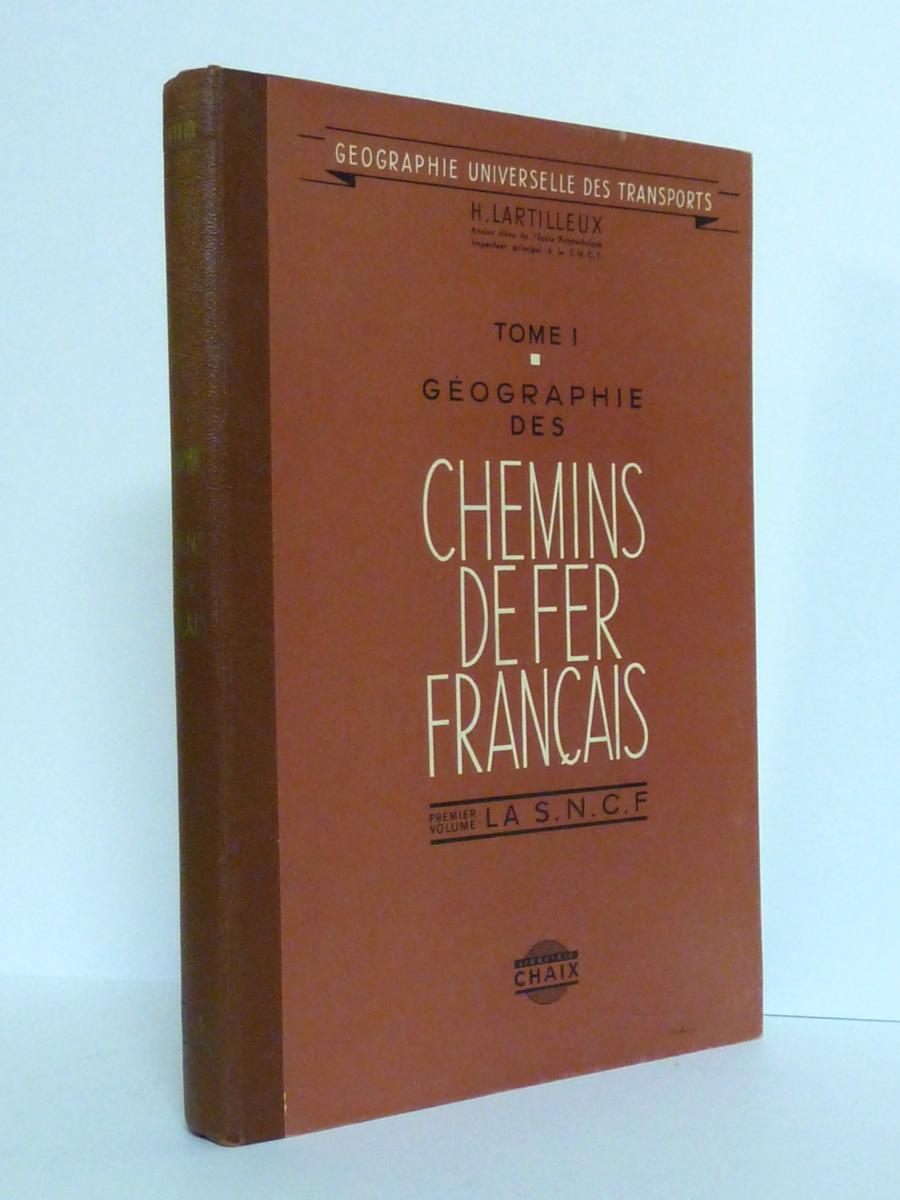 GEOGRAPHIE UNIVERSELLE DES TRANSPORTS
H. LARTILLEUX
Ancien élève de l'École Polytechnique
Inspecteur principal à la S.N.C.F.
TOME I
GÉOGRAPHIE
DES
CHEMINS
DE FER
FRANÇAIS
PREMIER VOLUME : LA S.N.C.F
LIBRAIRIE
CHAIX